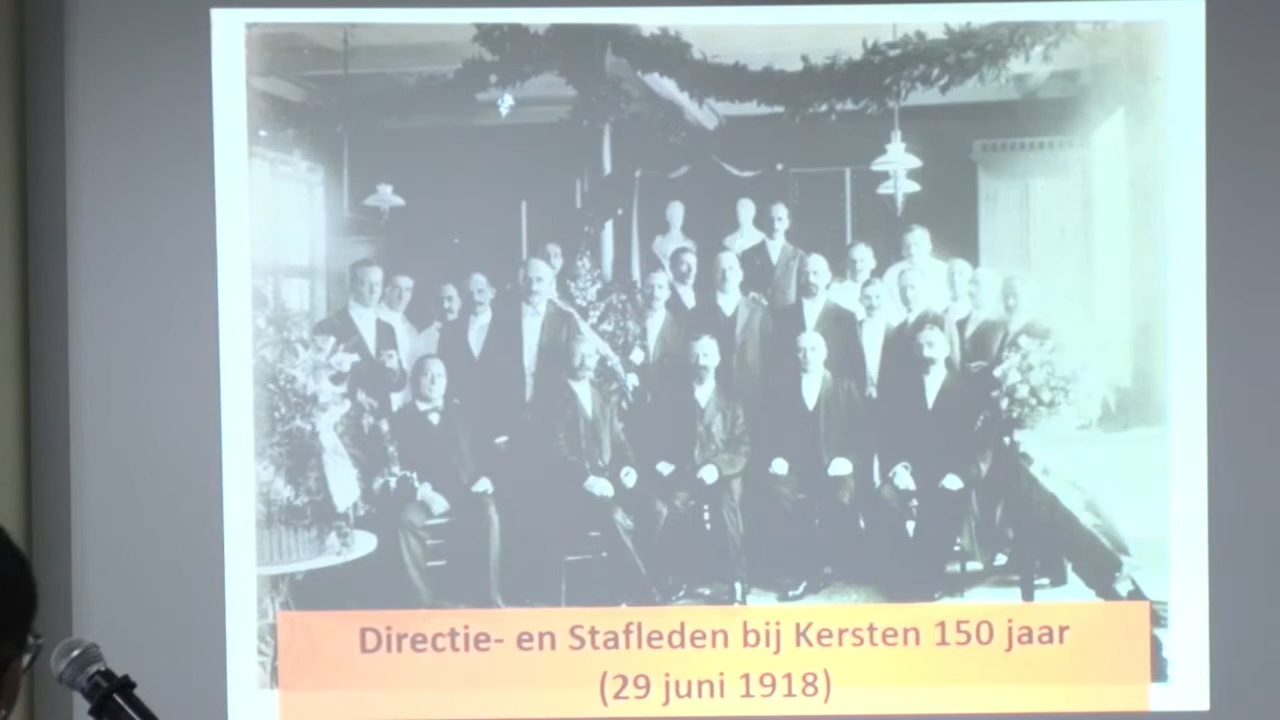 Directie- en Stafleden bij Kersten 150 jaar
(29 juni 1918)